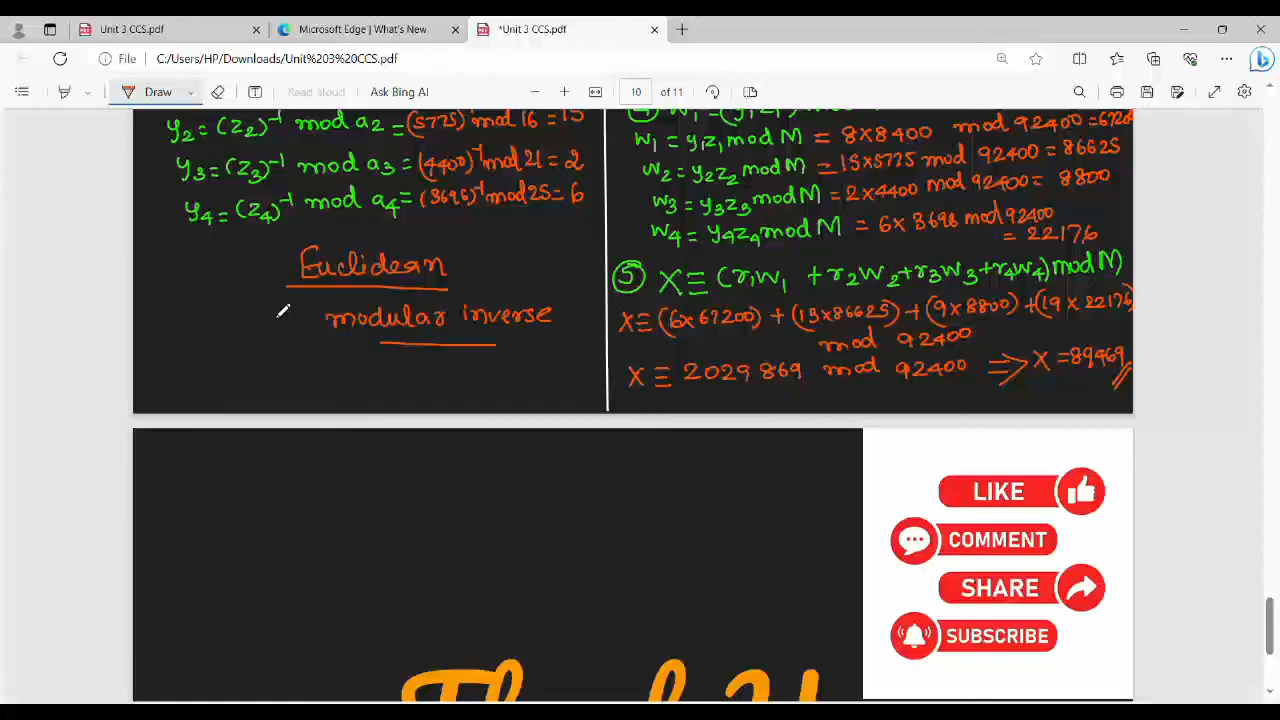 Unit 3 CCS.pdf
Microsoft Edge | What's New
*Unit 3 CCS.pdf
File
C:/Users/HP/Downloads/Unit%203%20CCS.pdf
Draw
Read aloud
Ask Bing AI
10 of 11
y2 = (z2)^-1 mod a2 = (5775)^-1 mod 16 = 15
y3 = (z3)^-1 mod a3 = (4400)^-1 mod 21 = 2
y4 = (z4)^-1 mod a4 = (3696)^-1 mod 25 = 6
Euclidean
modular inverse
w1 = y1z1 mod M = 8x8400 mod 92400 = 67200
w2 = y2z2 mod M = 15x5775 mod 92400 = 86625
w3 = y3z3 mod M = 2x4400 mod 92400 = 8800
w4 = y4z4 mod M = 6x3696 mod 92400
= 22176
⑤ X ≡ (r1w1 + r2w2 + r3w3 + r4w4) mod M
X ≡ (6x67200) + (13x86625) + (9x8800) + (19x22176)
mod 92400
X ≡ 2029869 mod 92400 => X = 89469
LIKE
COMMENT
SHARE
SUBSCRIBE